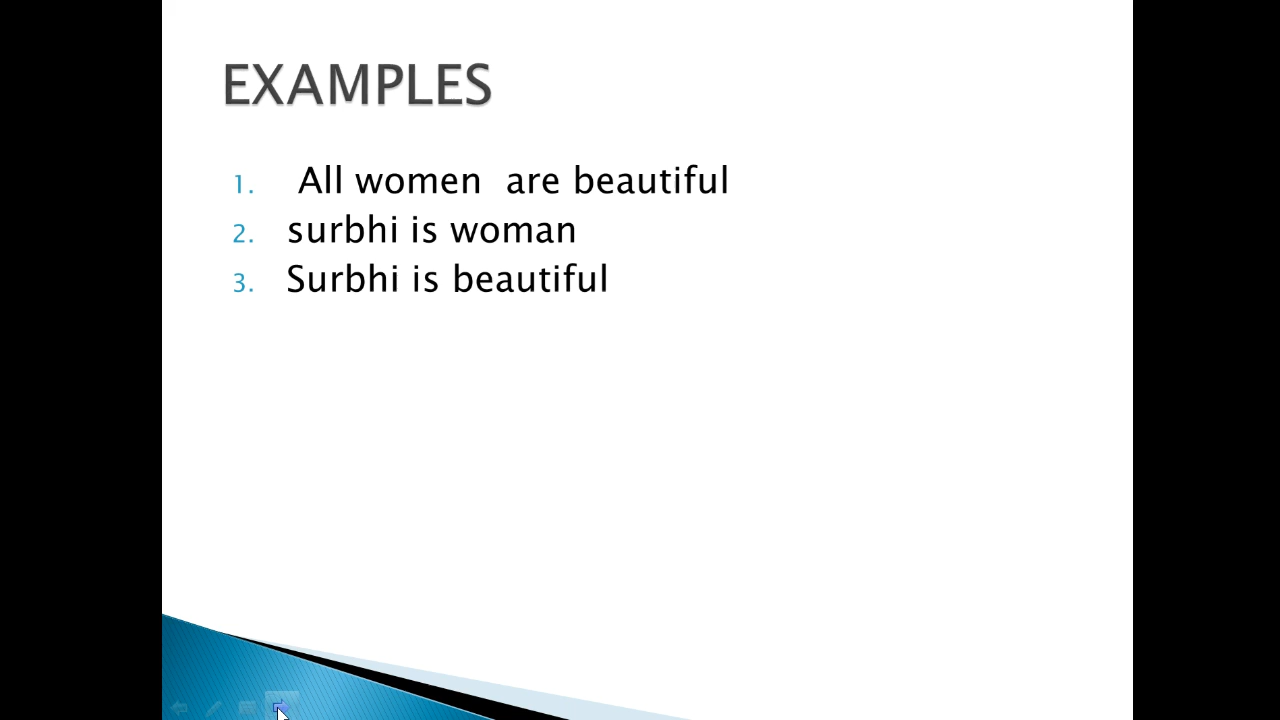 EXAMPLES
1. All women are beautiful
2. surbhi is woman
3. Surbhi is beautiful